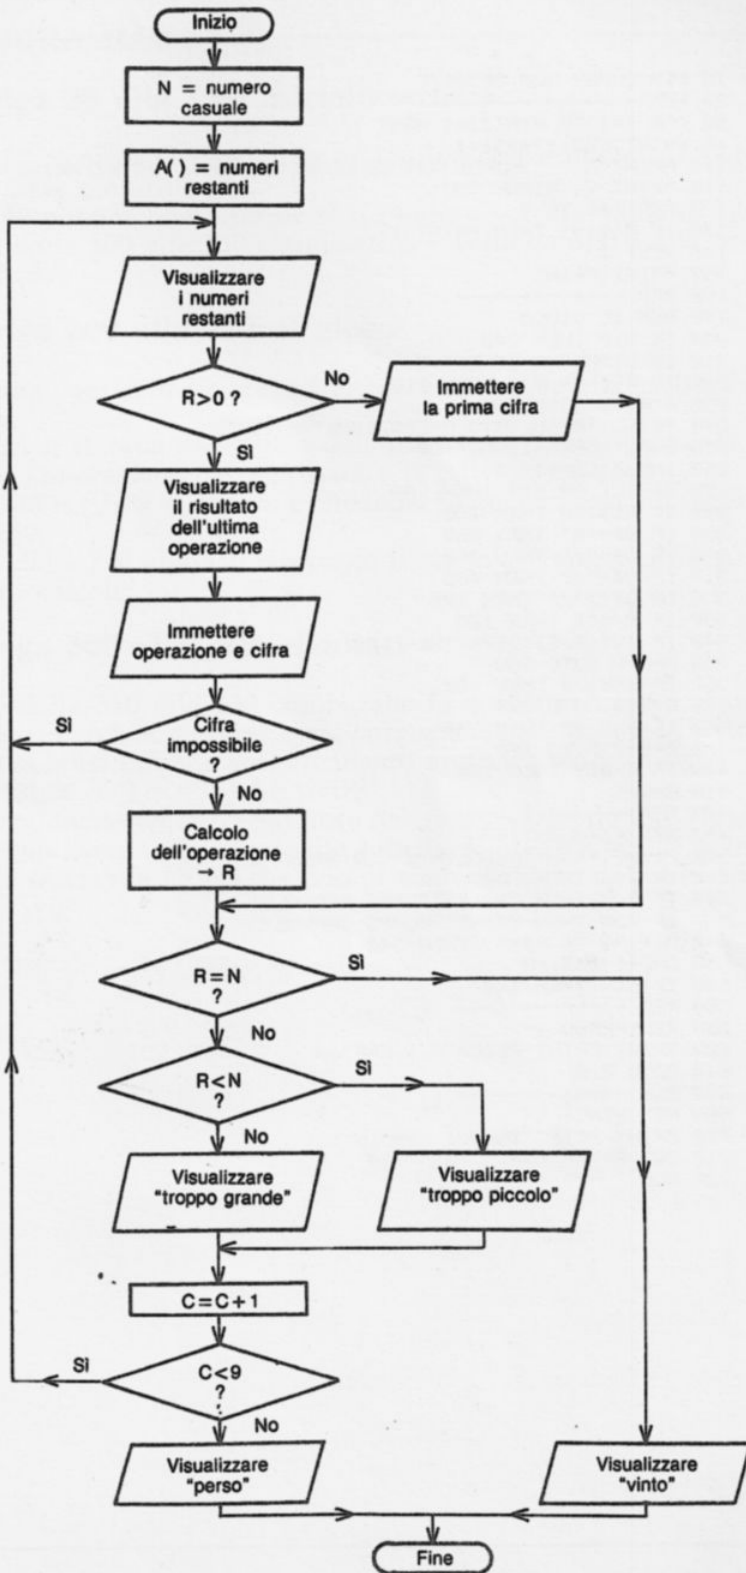 Inizio
N = numero
casuale
A( ) = numeri
restanti
Visualizzare
i numeri
restanti
R>0 ?
No
Immettere
la prima cifra
Sì
Visualizzare
il risultato
dell'ultima
operazione
Immettere
operazione e cifra
Sì
Cifra
impossibile
?
No
Calcolo
dell'operazione
→ R
R=N
?
Sì
No
R<N
?
Sì
No
Visualizzare
"troppo grande"
Visualizzare
"troppo piccolo"
C=C+1
Sì
C<9
?
No
Visualizzare
"perso"
Visualizzare
"vinto"
Fine